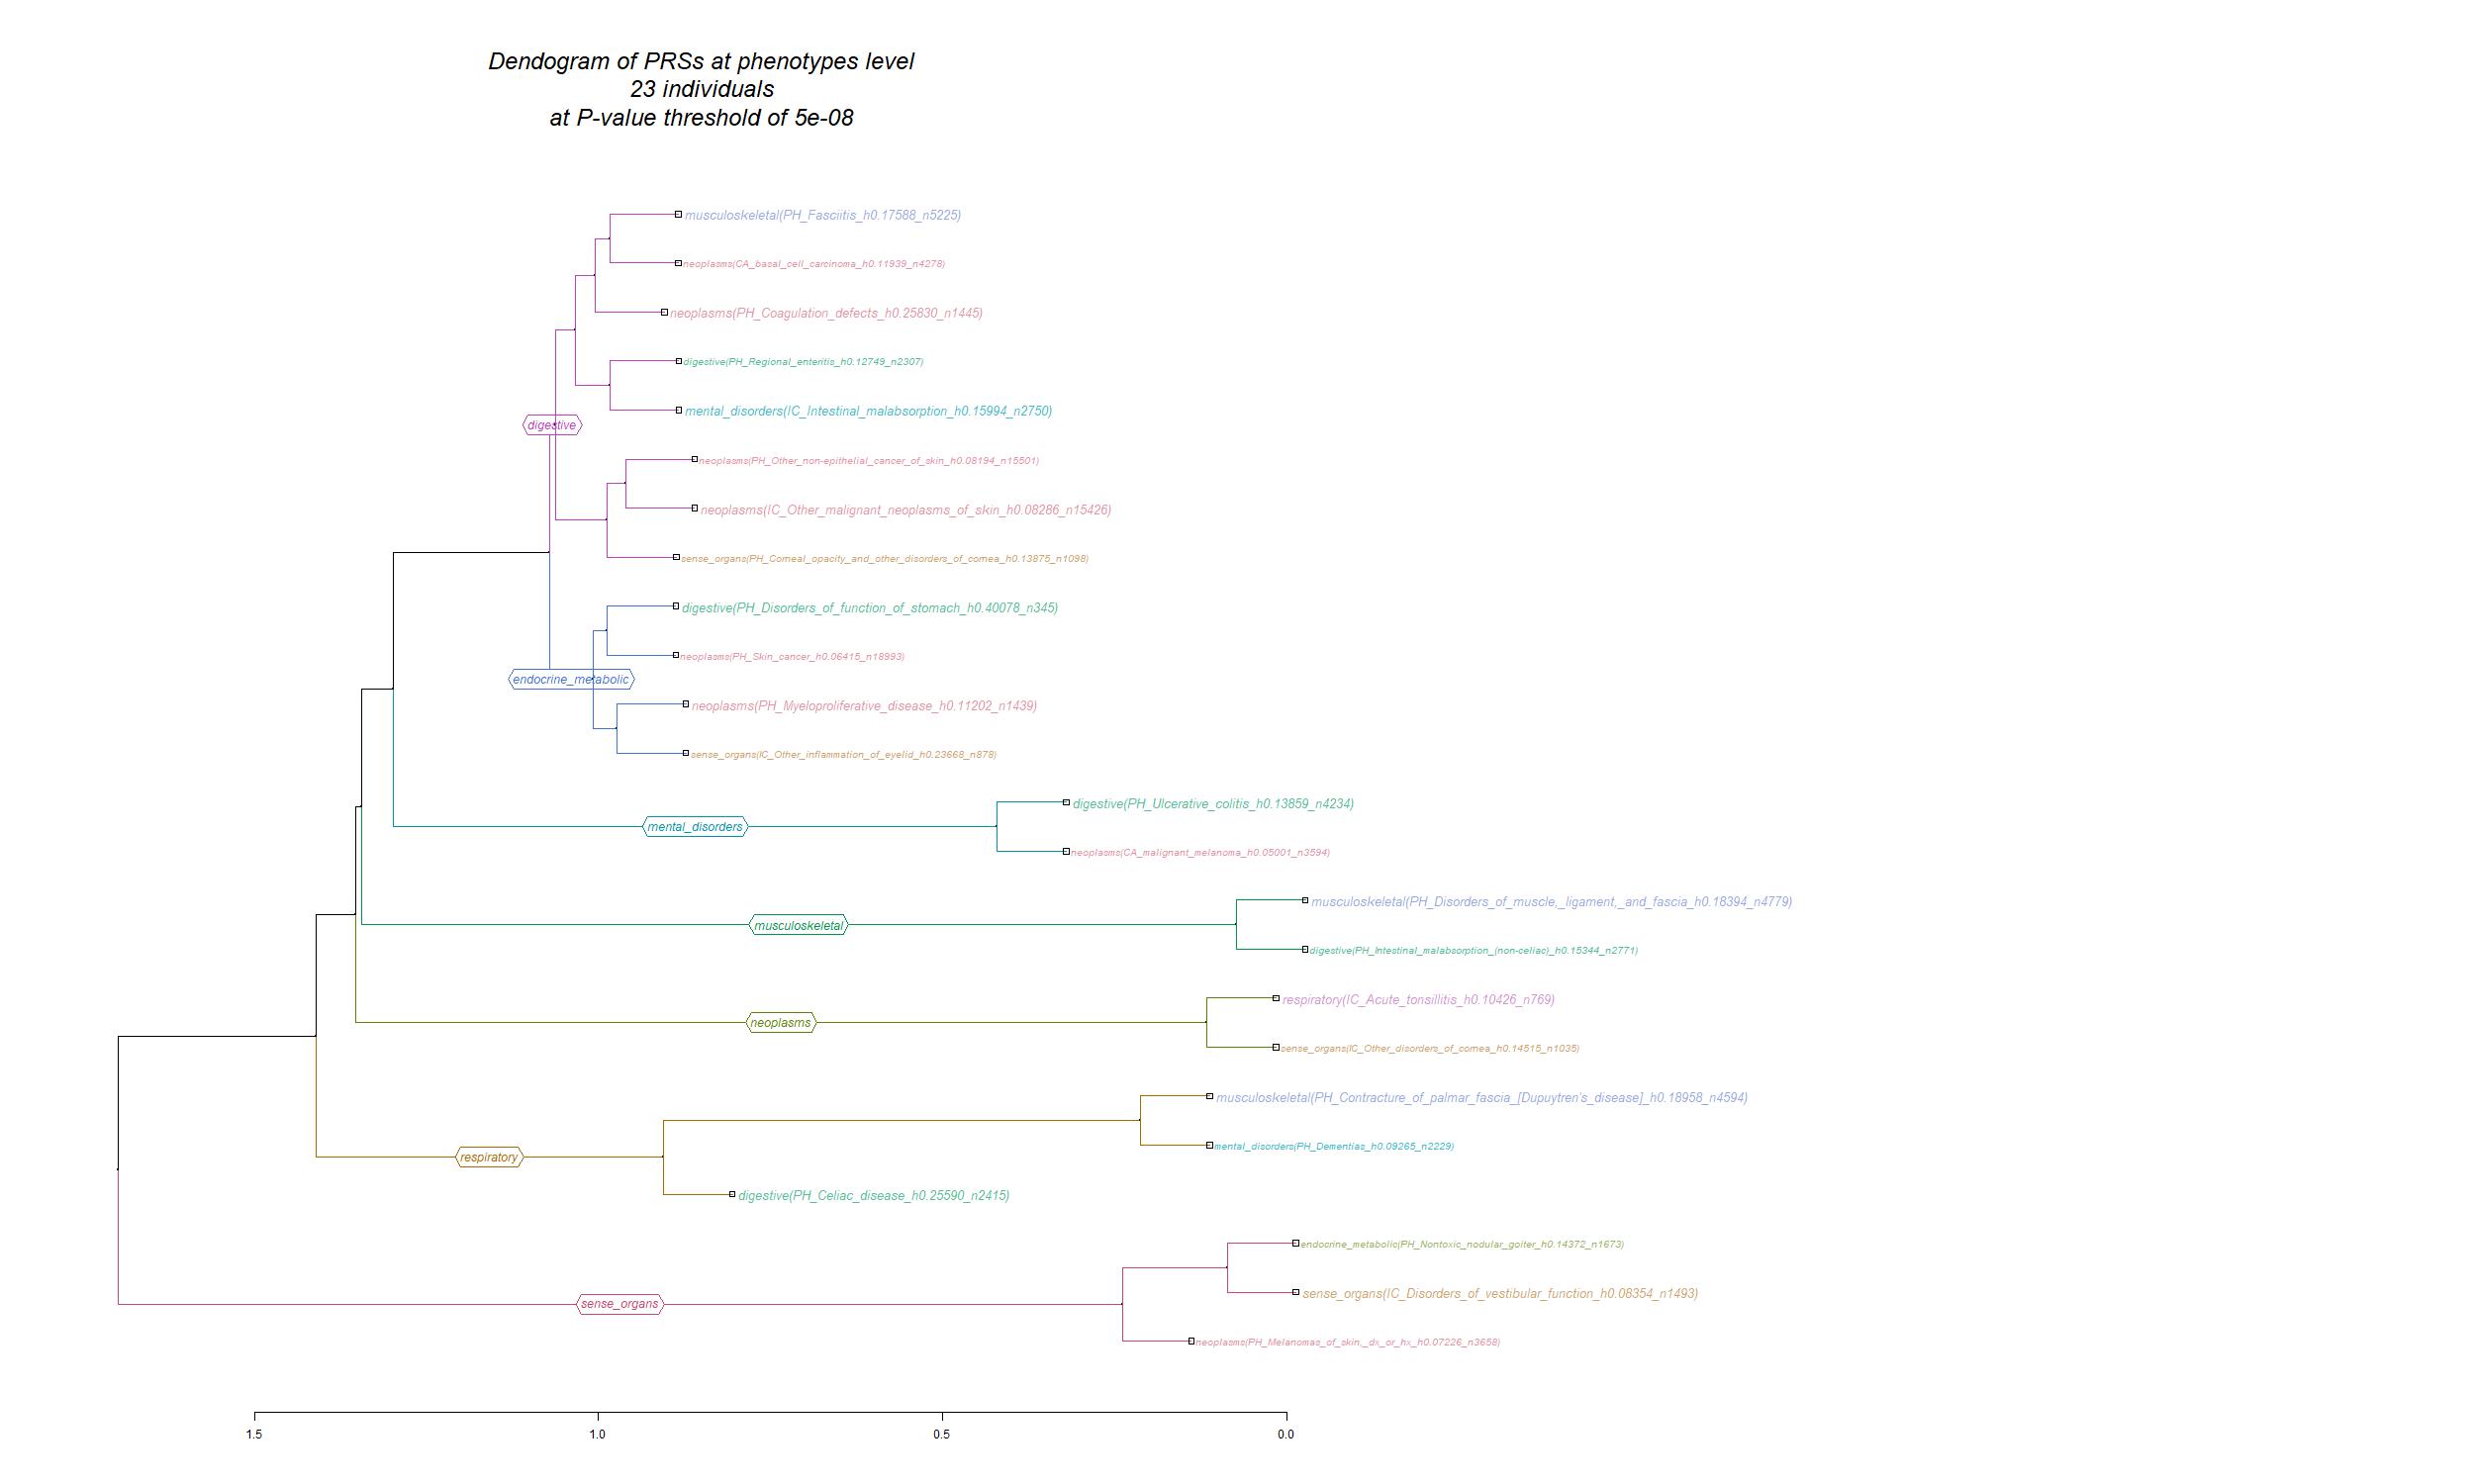 Dendogram of PRSs at phenotypes level
23 individuals
at P-value threshold of 5e-08
musculoskeletal(PH_Fasciitis_h0.17588_n5225)
neoplasms(CA_basal_cell_carcinoma_h0.11939_n4278)
neoplasms(PH_Coagulation_defects_h0.25830_n1445)
digestive(PH_Regional_enteritis_h0.12749_n2307)
mental_disorders(IC_Intestinal_malabsorption_h0.15994_n2750)
digestive
neoplasms(PH_Other_non-epithelial_cancer_of_skin_h0.08194_n15501)
neoplasms(IC_Other_malignant_neoplasms_of_skin_h0.08286_n15426)
sense_organs(PH_Corneal_opacity_and_other_disorders_of_cornea_h0.13875_n1098)
digestive(PH_Disorders_of_function_of_stomach_h0.40078_n345)
neoplasms(PH_Skin_cancer_h0.06415_n18993)
endocrine_metabolic
neoplasms(PH_Myeloproliferative_disease_h0.11202_n1439)
sense_organs(IC_Other_inflammation_of_eyelid_h0.23668_n878)
digestive(PH_Ulcerative_colitis_h0.13859_n4234)
mental_disorders
neoplasms(CA_malignant_melanoma_h0.05001_n3594)
musculoskeletal(PH_Disorders_of_muscle,_ligament,_and_fascia_h0.18394_n4779)
musculoskeletal
digestive(PH_Intestinal_malabsorption_(non-celiac)_h0.15344_n2771)
respiratory(IC_Acute_tonsillitis_h0.10426_n769)
neoplasms
sense_organs(IC_Other_disorders_of_cornea_h0.14515_n1035)
musculoskeletal(PH_Contracture_of_palmar_fascia_[Dupuytren's_disease]_h0.18958_n4594)
mental_disorders(PH_Dementias_h0.09265_n2229)
respiratory
digestive(PH_Celiac_disease_h0.25590_n2415)
endocrine_metabolic(PH_Nontoxic_nodular_goiter_h0.14372_n1673)
sense_organs(IC_Disorders_of_vestibular_function_h0.08354_n1493)
sense_organs
neoplasms(PH_Melanomas_of_skin,_dx_or_hx_h0.07226_n3658)
1.5 1.0 0.5 0.0